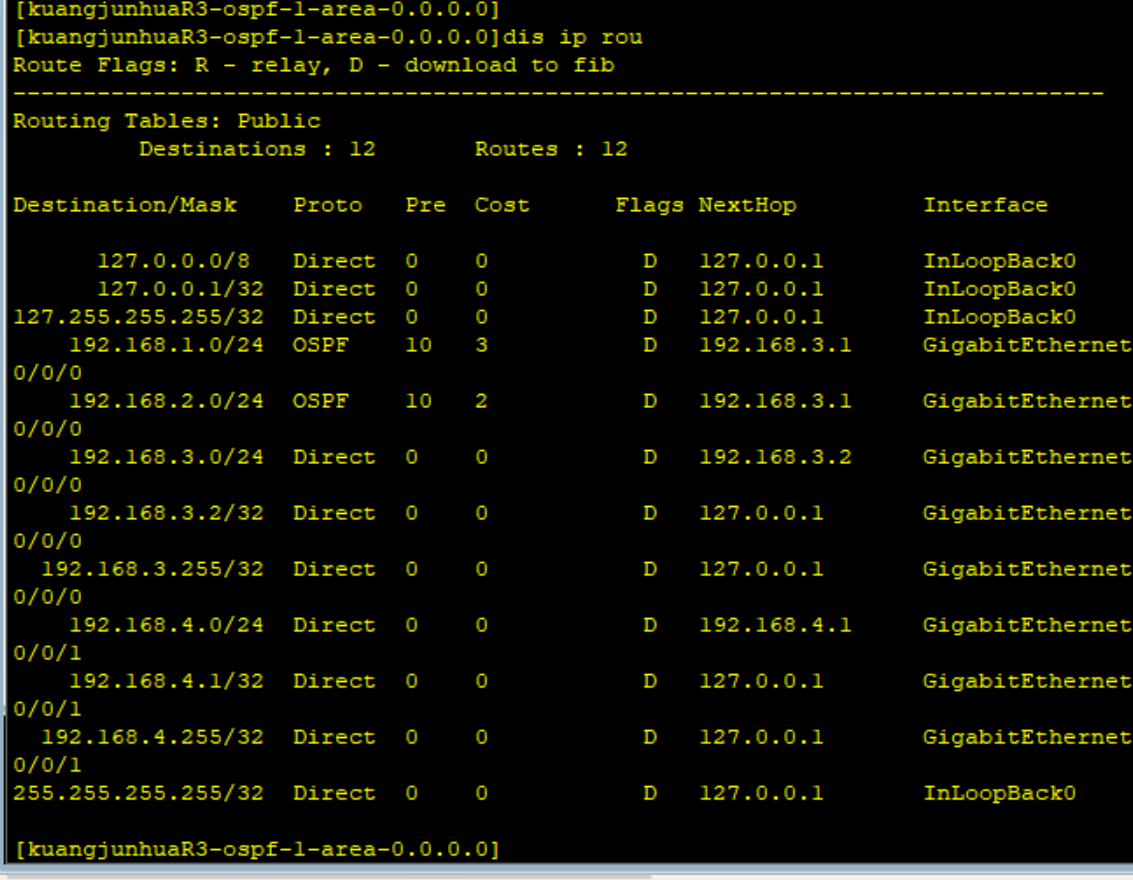 [kuangjunhuaR3-ospf-1-area-0.0.0.0]
[kuangjunhuaR3-ospf-1-area-0.0.0.0]dis ip rou
Route Flags: R - relay, D - download to fib
------------------------------------------------------------------------------
Routing Tables: Public
         Destinations : 12       Routes : 12

Destination/Mask    Proto   Pre  Cost      Flags NextHop         Interface

      127.0.0.0/8   Direct  0    0           D   127.0.0.1       InLoopBack0
      127.0.0.1/32  Direct  0    0           D   127.0.0.1       InLoopBack0
127.255.255.255/32  Direct  0    0           D   127.0.0.1       InLoopBack0
    192.168.1.0/24  OSPF    10   3           D   192.168.3.1     GigabitEthernet
0/0/0
    192.168.2.0/24  OSPF    10   2           D   192.168.3.1     GigabitEthernet
0/0/0
    192.168.3.0/24  Direct  0    0           D   192.168.3.2     GigabitEthernet
0/0/0
    192.168.3.2/32  Direct  0    0           D   127.0.0.1       GigabitEthernet
0/0/0
  192.168.3.255/32  Direct  0    0           D   127.0.0.1       GigabitEthernet
0/0/0
    192.168.4.0/24  Direct  0    0           D   192.168.4.1     GigabitEthernet
0/0/1
    192.168.4.1/32  Direct  0    0           D   127.0.0.1       GigabitEthernet
0/0/1
  192.168.4.255/32  Direct  0    0           D   127.0.0.1       GigabitEthernet
0/0/1
255.255.255.255/32  Direct  0    0           D   127.0.0.1       InLoopBack0

[kuangjunhuaR3-ospf-1-area-0.0.0.0]